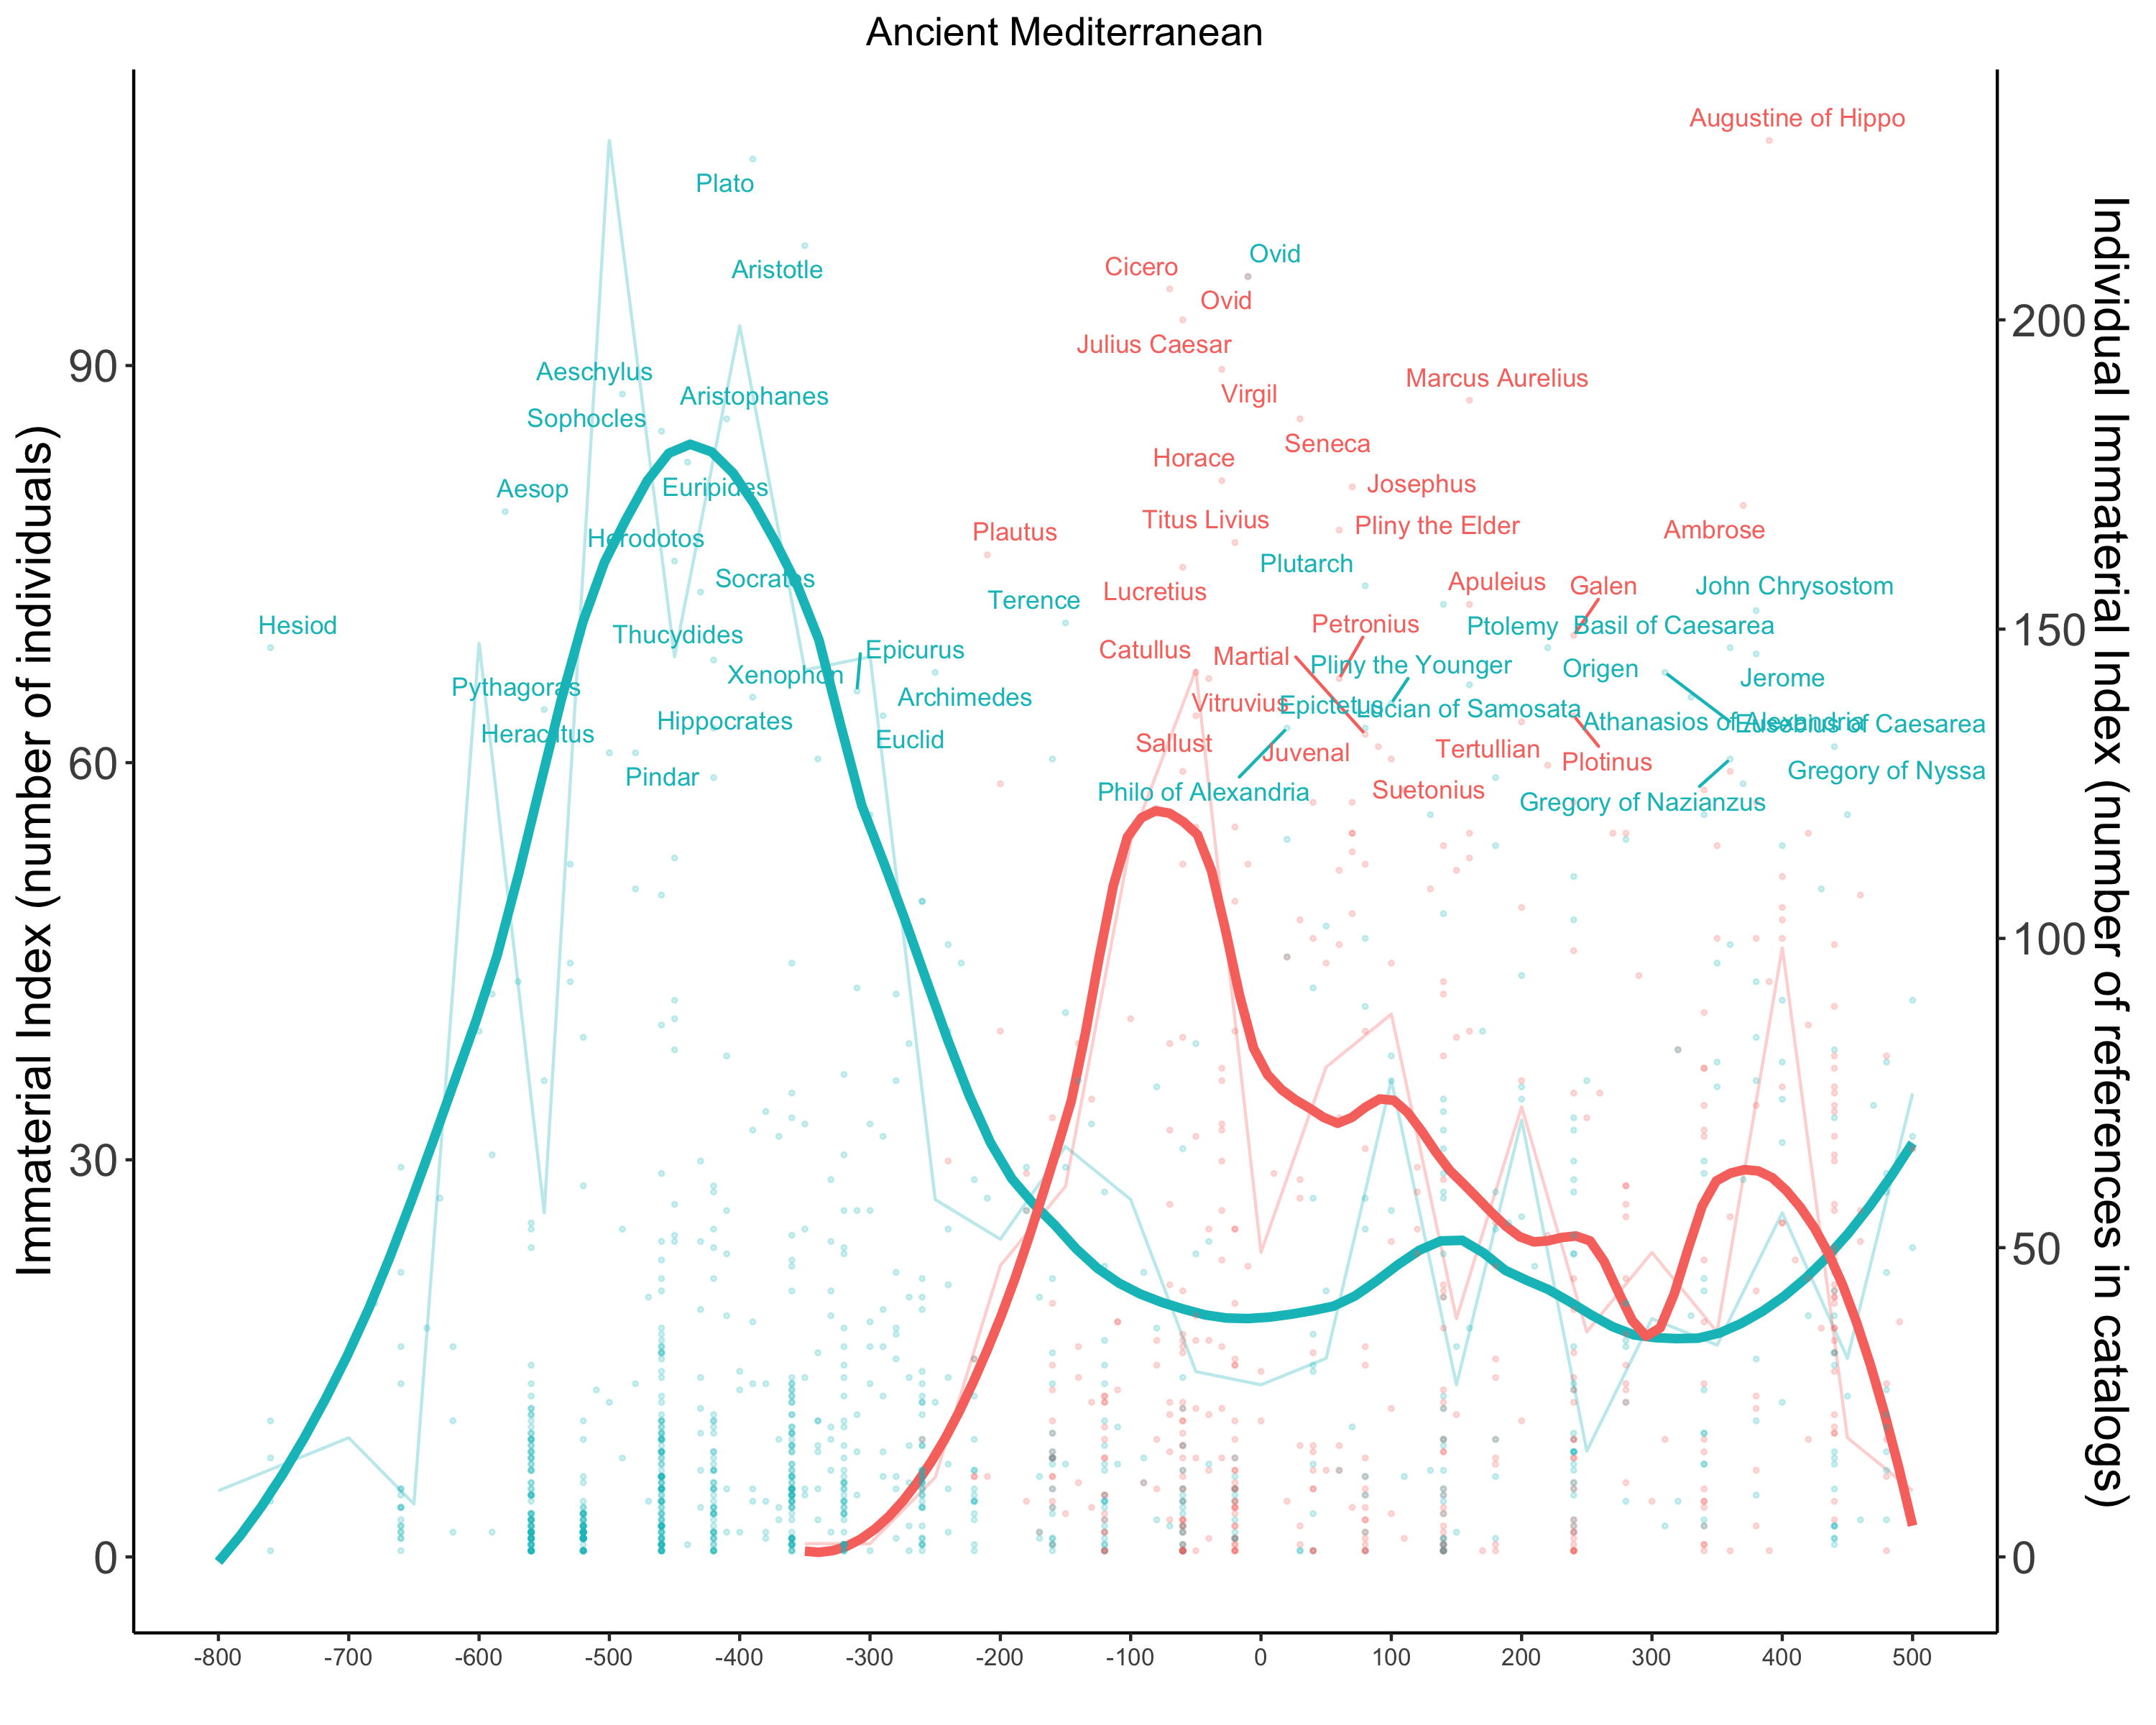 Ancient Mediterranean
Immaterial Index (number of individuals)
Individual Immaterial Index (number of references in catalogs)
90
60
30
0
200
150
100
50
0
-800
-700
-600
-500
-400
-300
-200
-100
0
100
200
300
400
500
Augustine of Hippo
Plato
Aristotle
Cicero
Ovid
Ovid
Julius Caesar
Aeschylus
Aristophanes
Virgil
Marcus Aurelius
Sophocles
Seneca
Horace
Aesop
Euripides
Josephus
Herodotos
Plautus
Titus Livius
Pliny the Elder
Ambrose
Socrates
Plutarch
Terence
Lucretius
Apuleius
Galen
John Chrysostom
Hesiod
Thucydides
Petronius
Ptolemy
Basil of Caesarea
Epicurus
Catullus
Martial
Pliny the Younger
Origen
Xenophon
Jerome
Pythagoras
Archimedes
Vitruvius
Epictetus
Lucian of Samosata
Hippocrates
Athanasios of Alexandria
Eusebius of Caesarea
Heraclitus
Euclid
Sallust
Juvenal
Tertullian
Plotinus
Pindar
Gregory of Nyssa
Philo of Alexandria
Suetonius
Gregory of Nazianzus